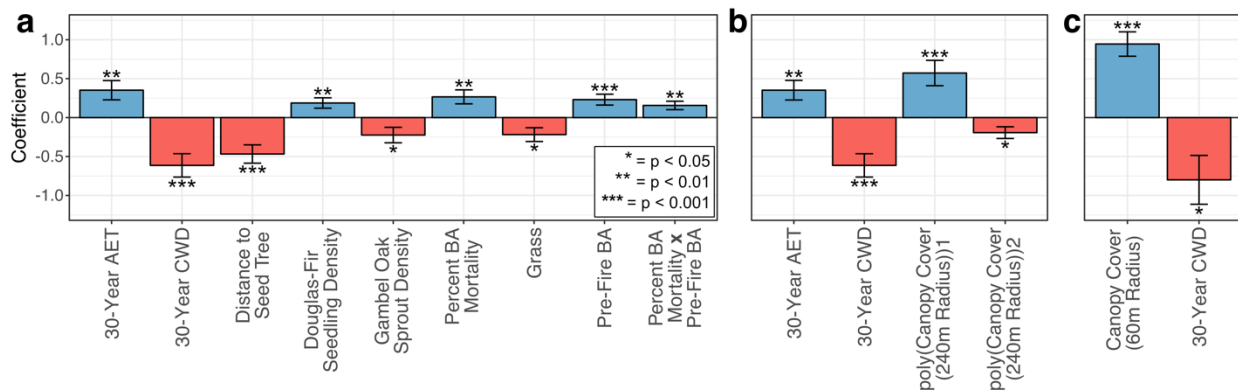 a
b
c
Coefficient
1.0
0.5
0.0
-0.5
-1.0
**
***
***
**
*
**
*
***
**
* = p < 0.05
** = p < 0.01
*** = p < 0.001
**
***
***
*
***
*
30-Year AET
30-Year CWD
Distance to
Seed Tree
Douglas-Fir
Seedling Density
Gambel Oak
Sprout Density
Percent BA
Mortality
Grass
Pre-Fire BA
Percent BA
Mortality x
Pre-Fire BA
30-Year AET
30-Year CWD
poly(Canopy Cover
(240m Radius))1
poly(Canopy Cover
(240m Radius))2
Canopy Cover
(60m Radius)
30-Year CWD